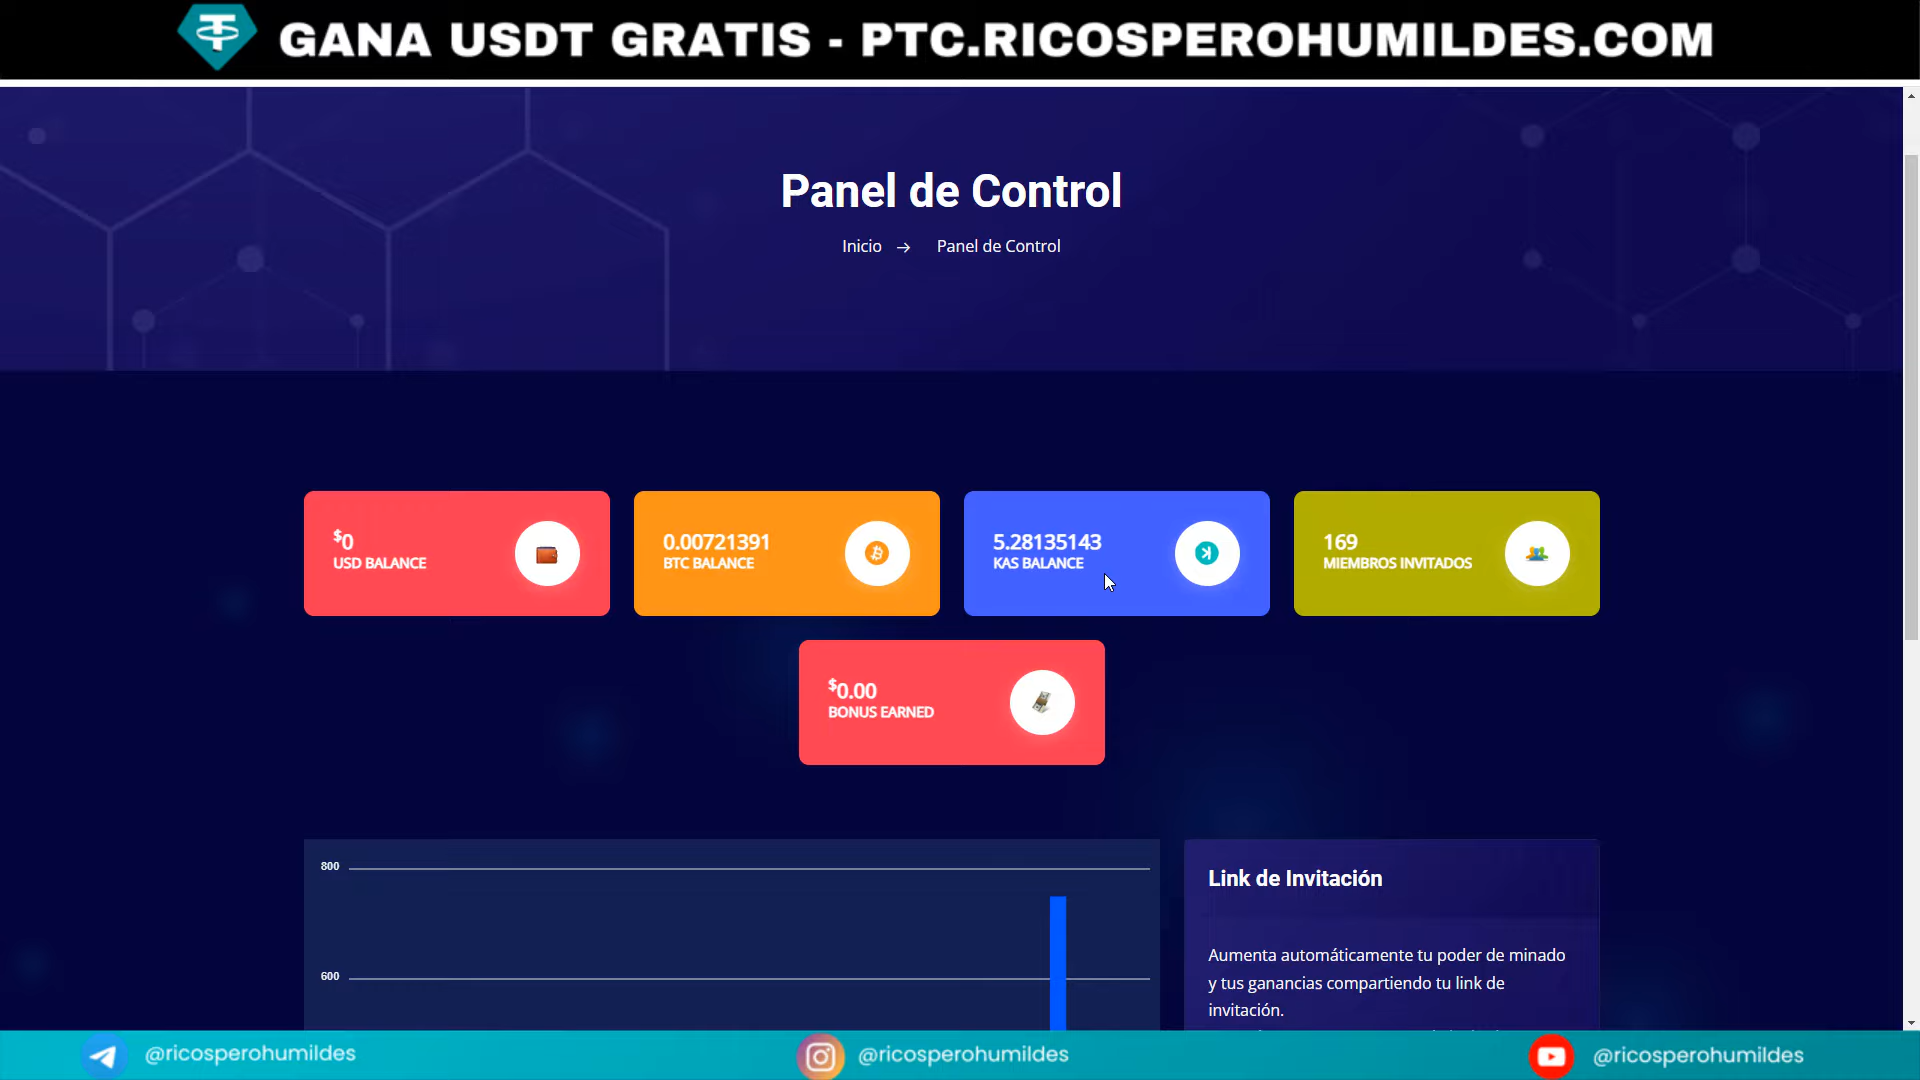 GANA USDT GRATIS - PTC.RICOSPEROHUMILDES.COM
Panel de Control
Inicio → Panel de Control
$0
USD BALANCE
0.00721391
BTC BALANCE
5.28135143
KAS BALANCE
169
MIEMBROS INVITADOS
$0.00
BONUS EARNED
800
600
Link de Invitación
Aumenta automáticamente tu poder de minado
y tus ganancias compartiendo tu link de
invitación.
@ricosperohumildes
@ricosperohumildes
@ricosperohumildes